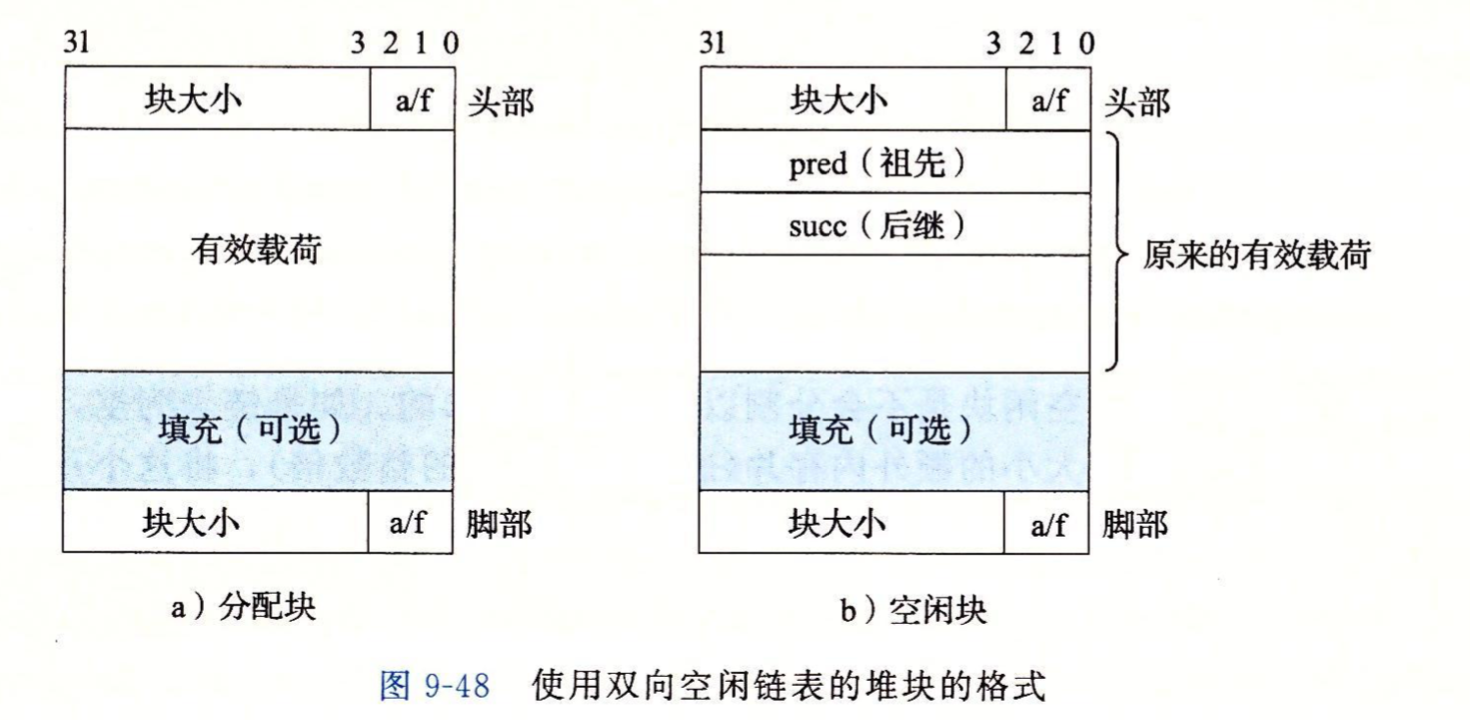 31 3 2 1 0
31 3 2 1 0
块大小 a/f 头部
块大小 a/f 头部
pred（祖先）
succ（后继）
有效载荷
原来的有效载荷
填充（可选）
填充（可选）
块大小 a/f 脚部
块大小 a/f 脚部
a）分配块
b）空闲块
图 9-48 使用双向空闲链表的堆块的格式